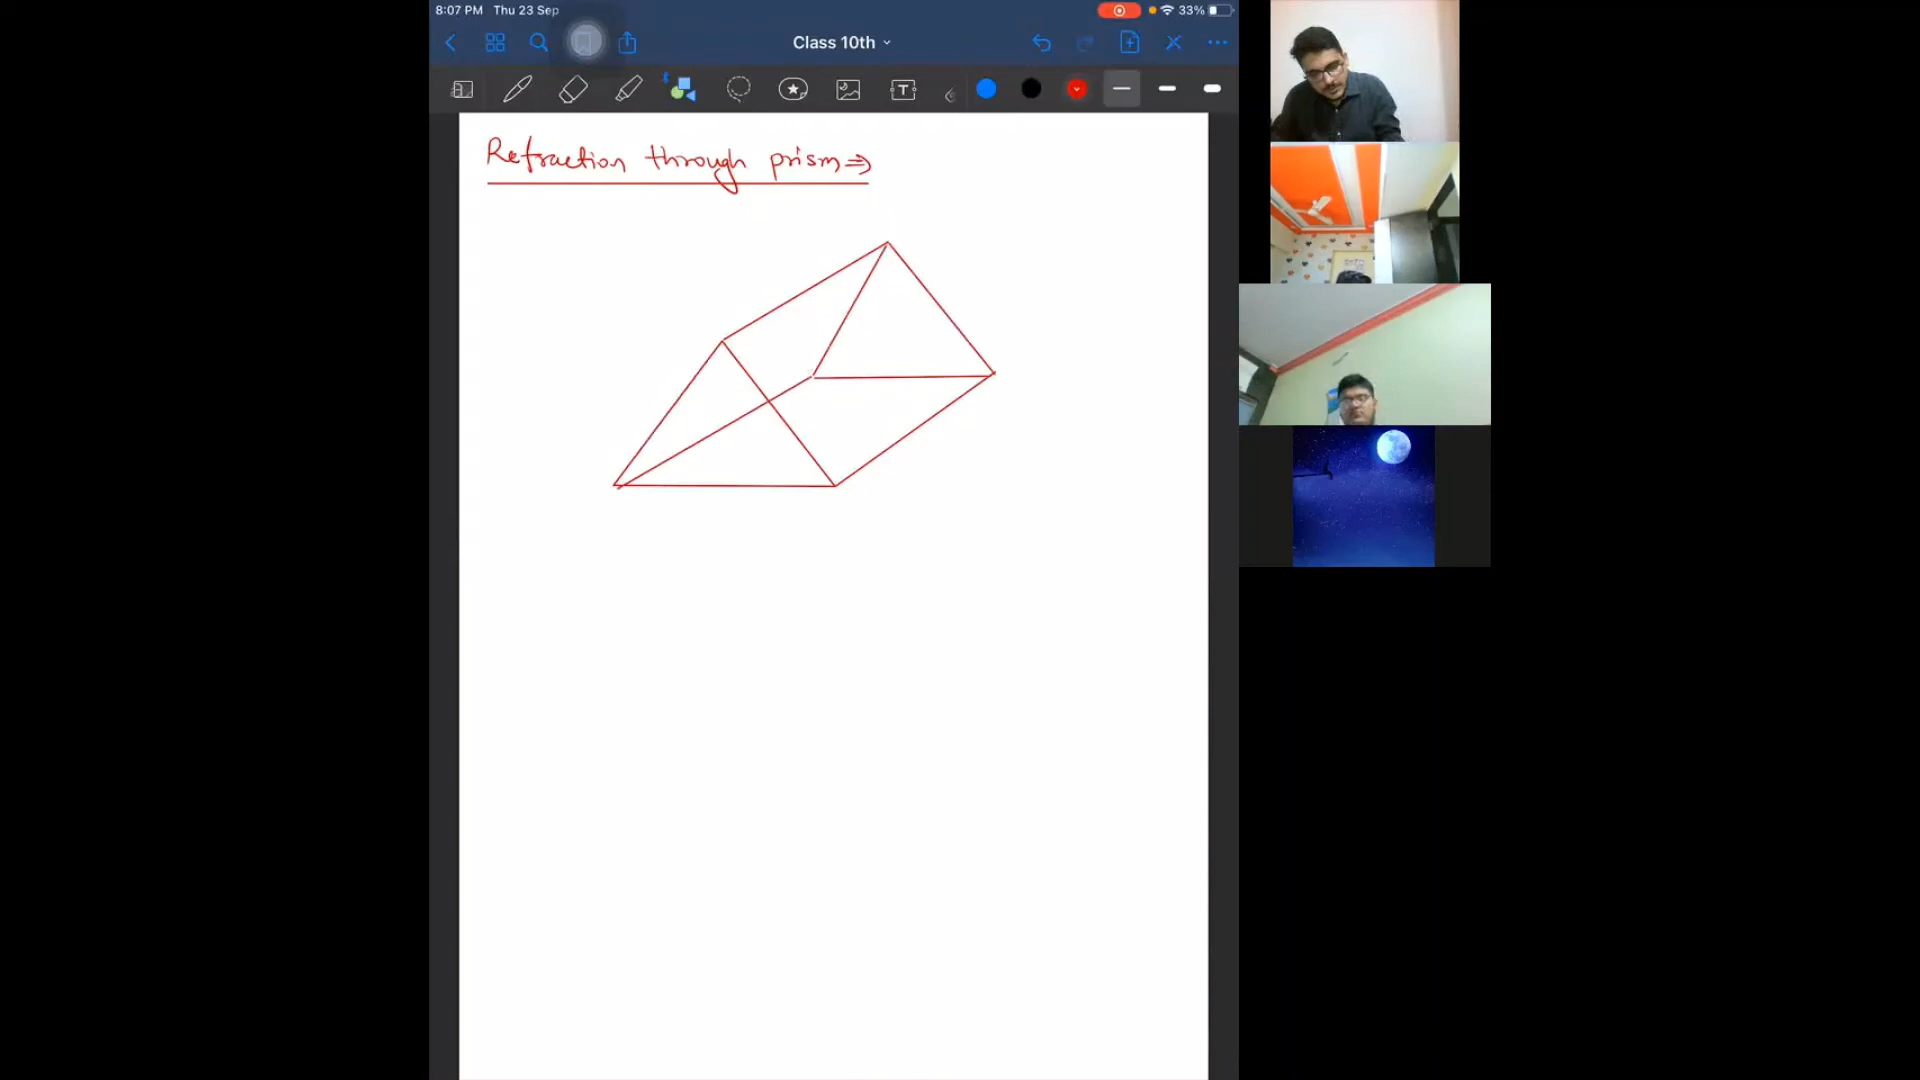 8:07 PM Thu 23 Sep
33%
Class 10th
T
Refraction through prism ⇒